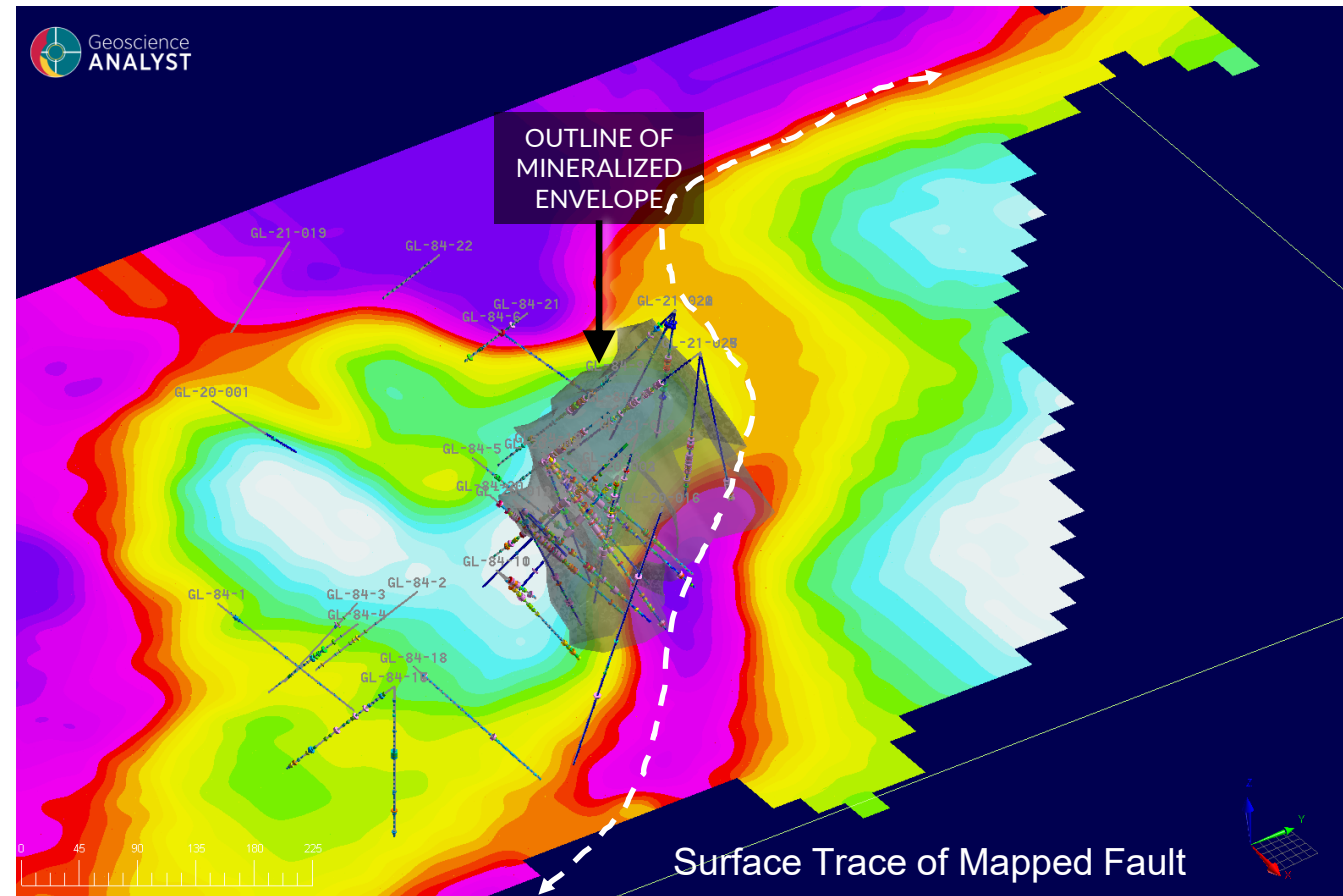 Geoscience
ANALYST
OUTLINE OF
MINERALIZED
ENVELOPE
GL-21-019
GL-84-22
GL-84-21
GL-84-6
GL-20-001
GL-84-5
GL-84-10
GL-84-2
GL-84-1
GL-84-3
GL-84-4
GL-84-18
0 45 90 135 180 225
Surface Trace of Mapped Fault
Y
X